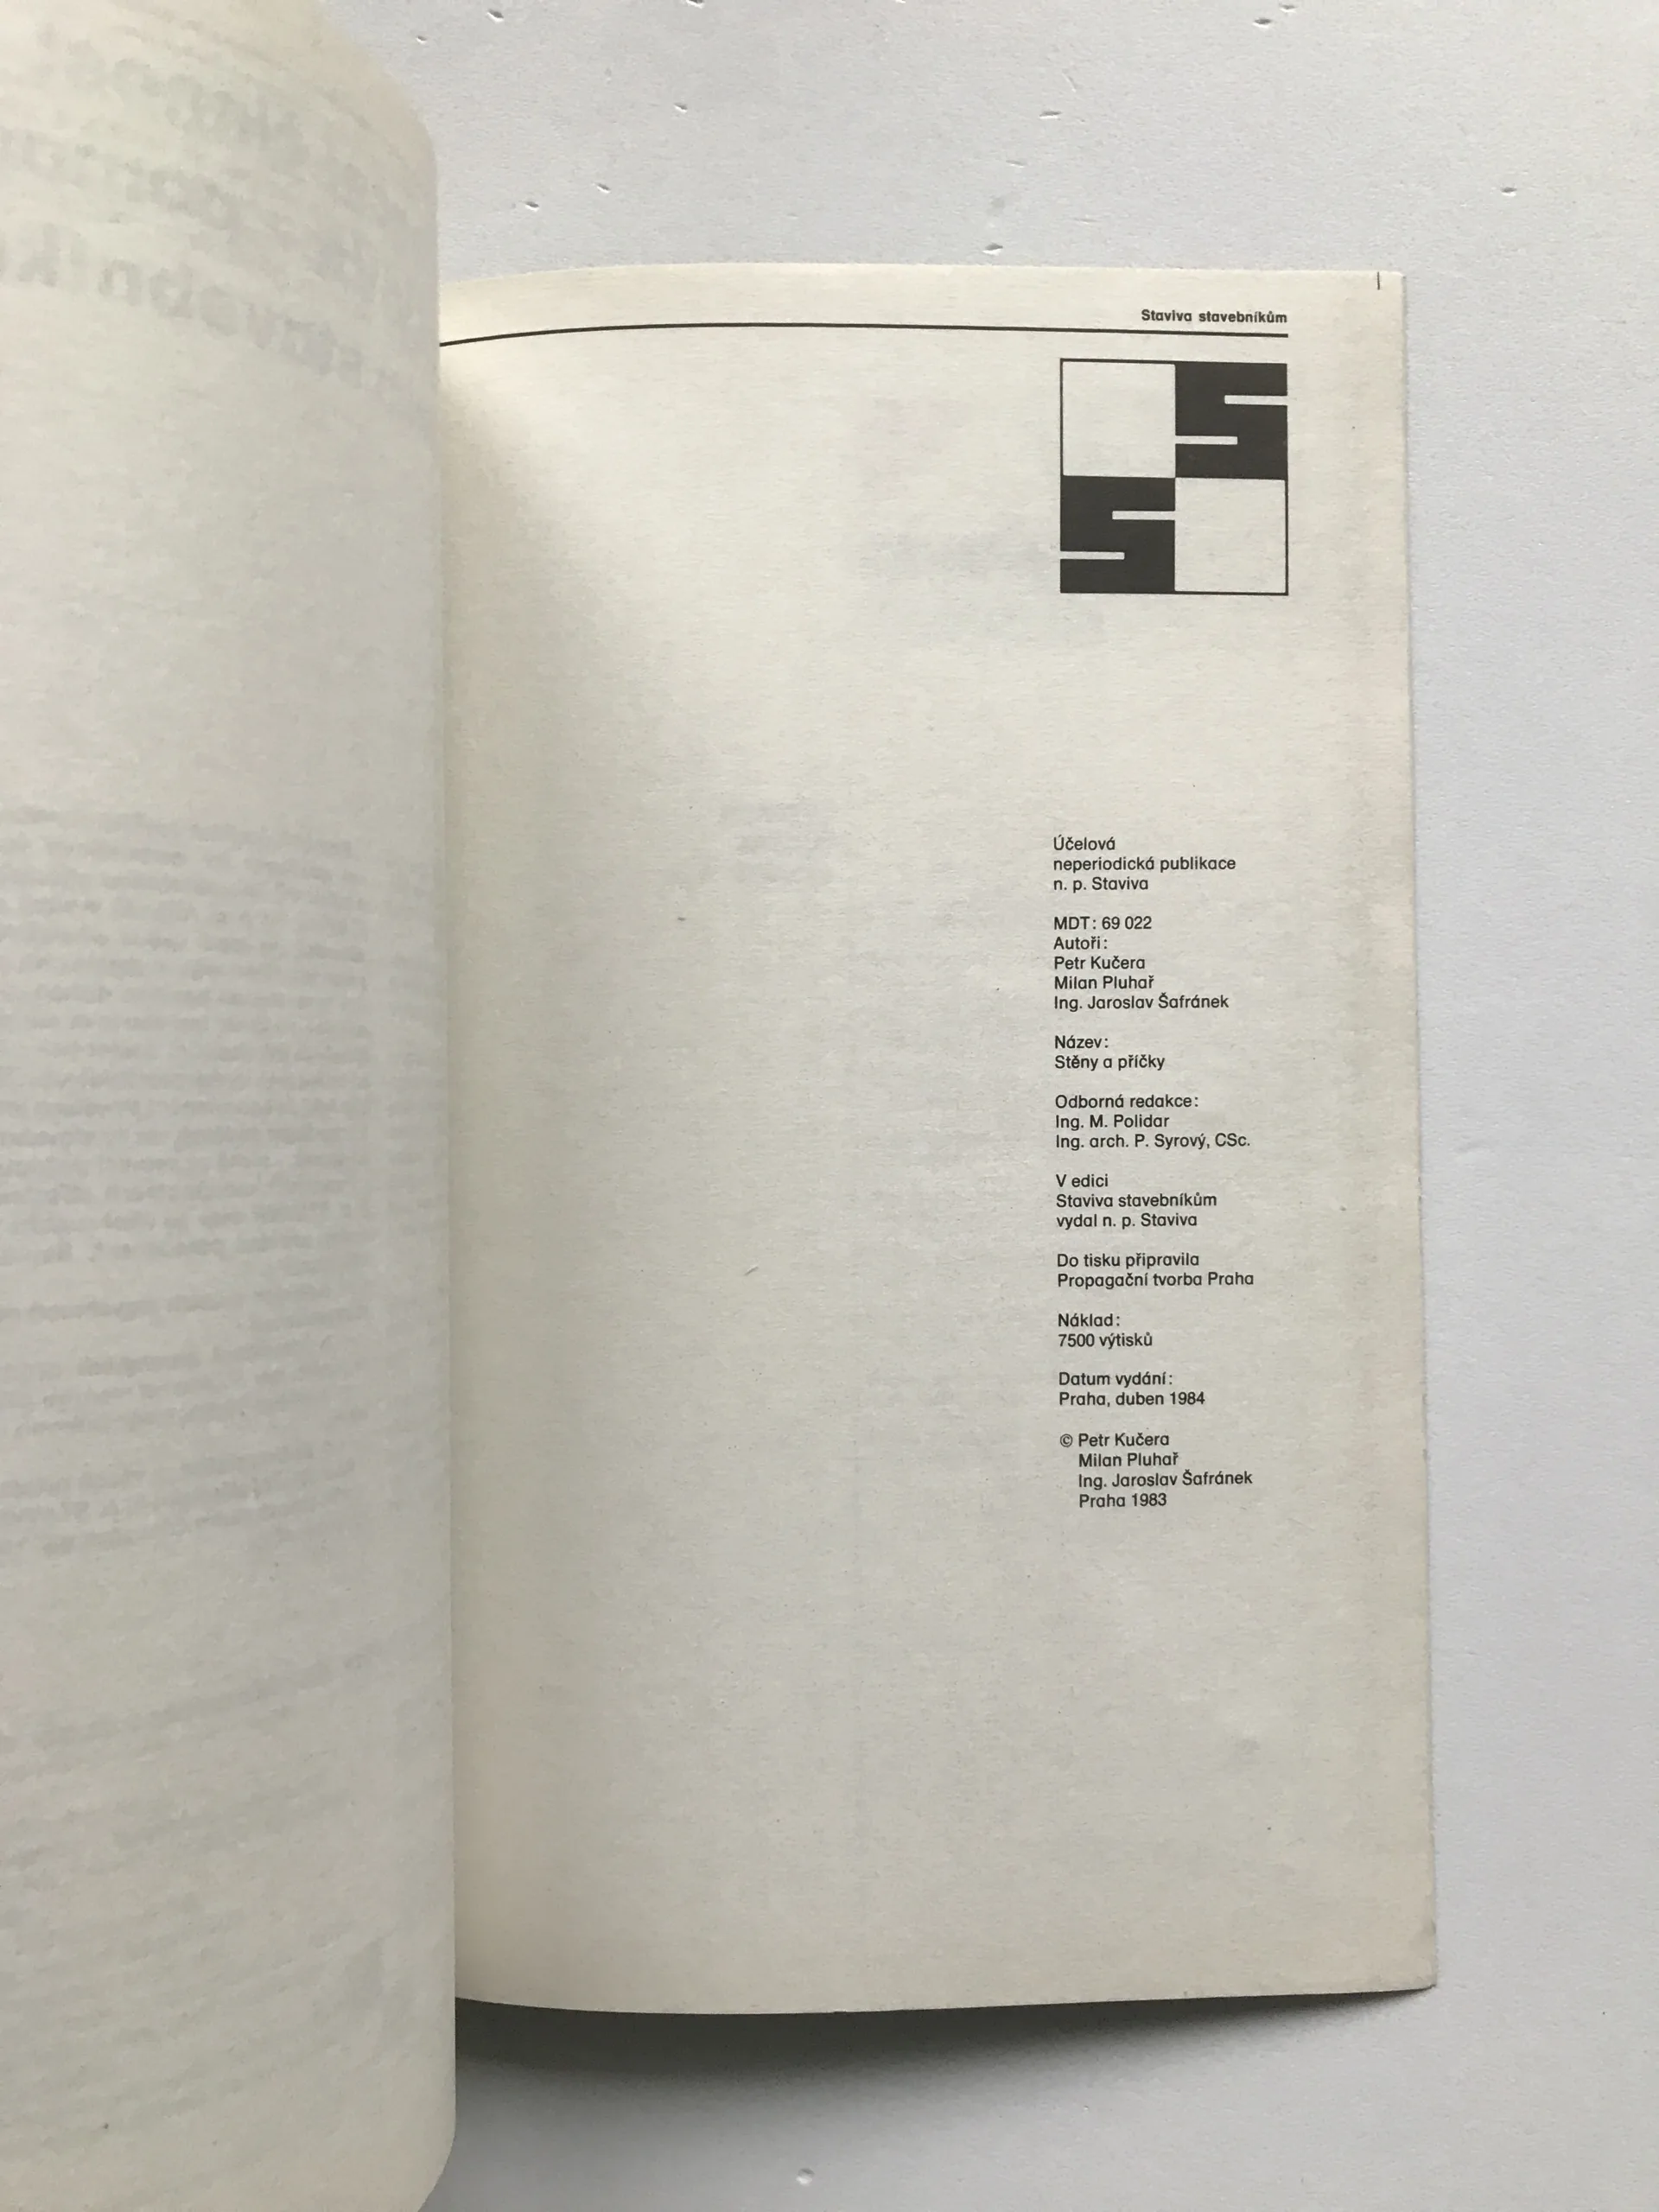 Staviva stavebníkům
Účelová
neperiodická publikace
n. p. Staviva
MDT: 69 022
Autoři:
Petr Kučera
Milan Pluhař
Ing. Jaroslav Šafránek
Název:
Stěny a příčky
Odborná redakce:
Ing. M. Polidar
Ing. arch. P. Syrový, CSc.
V edici
Staviva stavebníkům
vydal n. p. Staviva
Do tisku připravila
Propagační tvorba Praha
Náklad:
7500 výtisků
Datum vydání:
Praha, duben 1984
© Petr Kučera
Milan Pluhař
Ing. Jaroslav Šafránek
Praha 1983